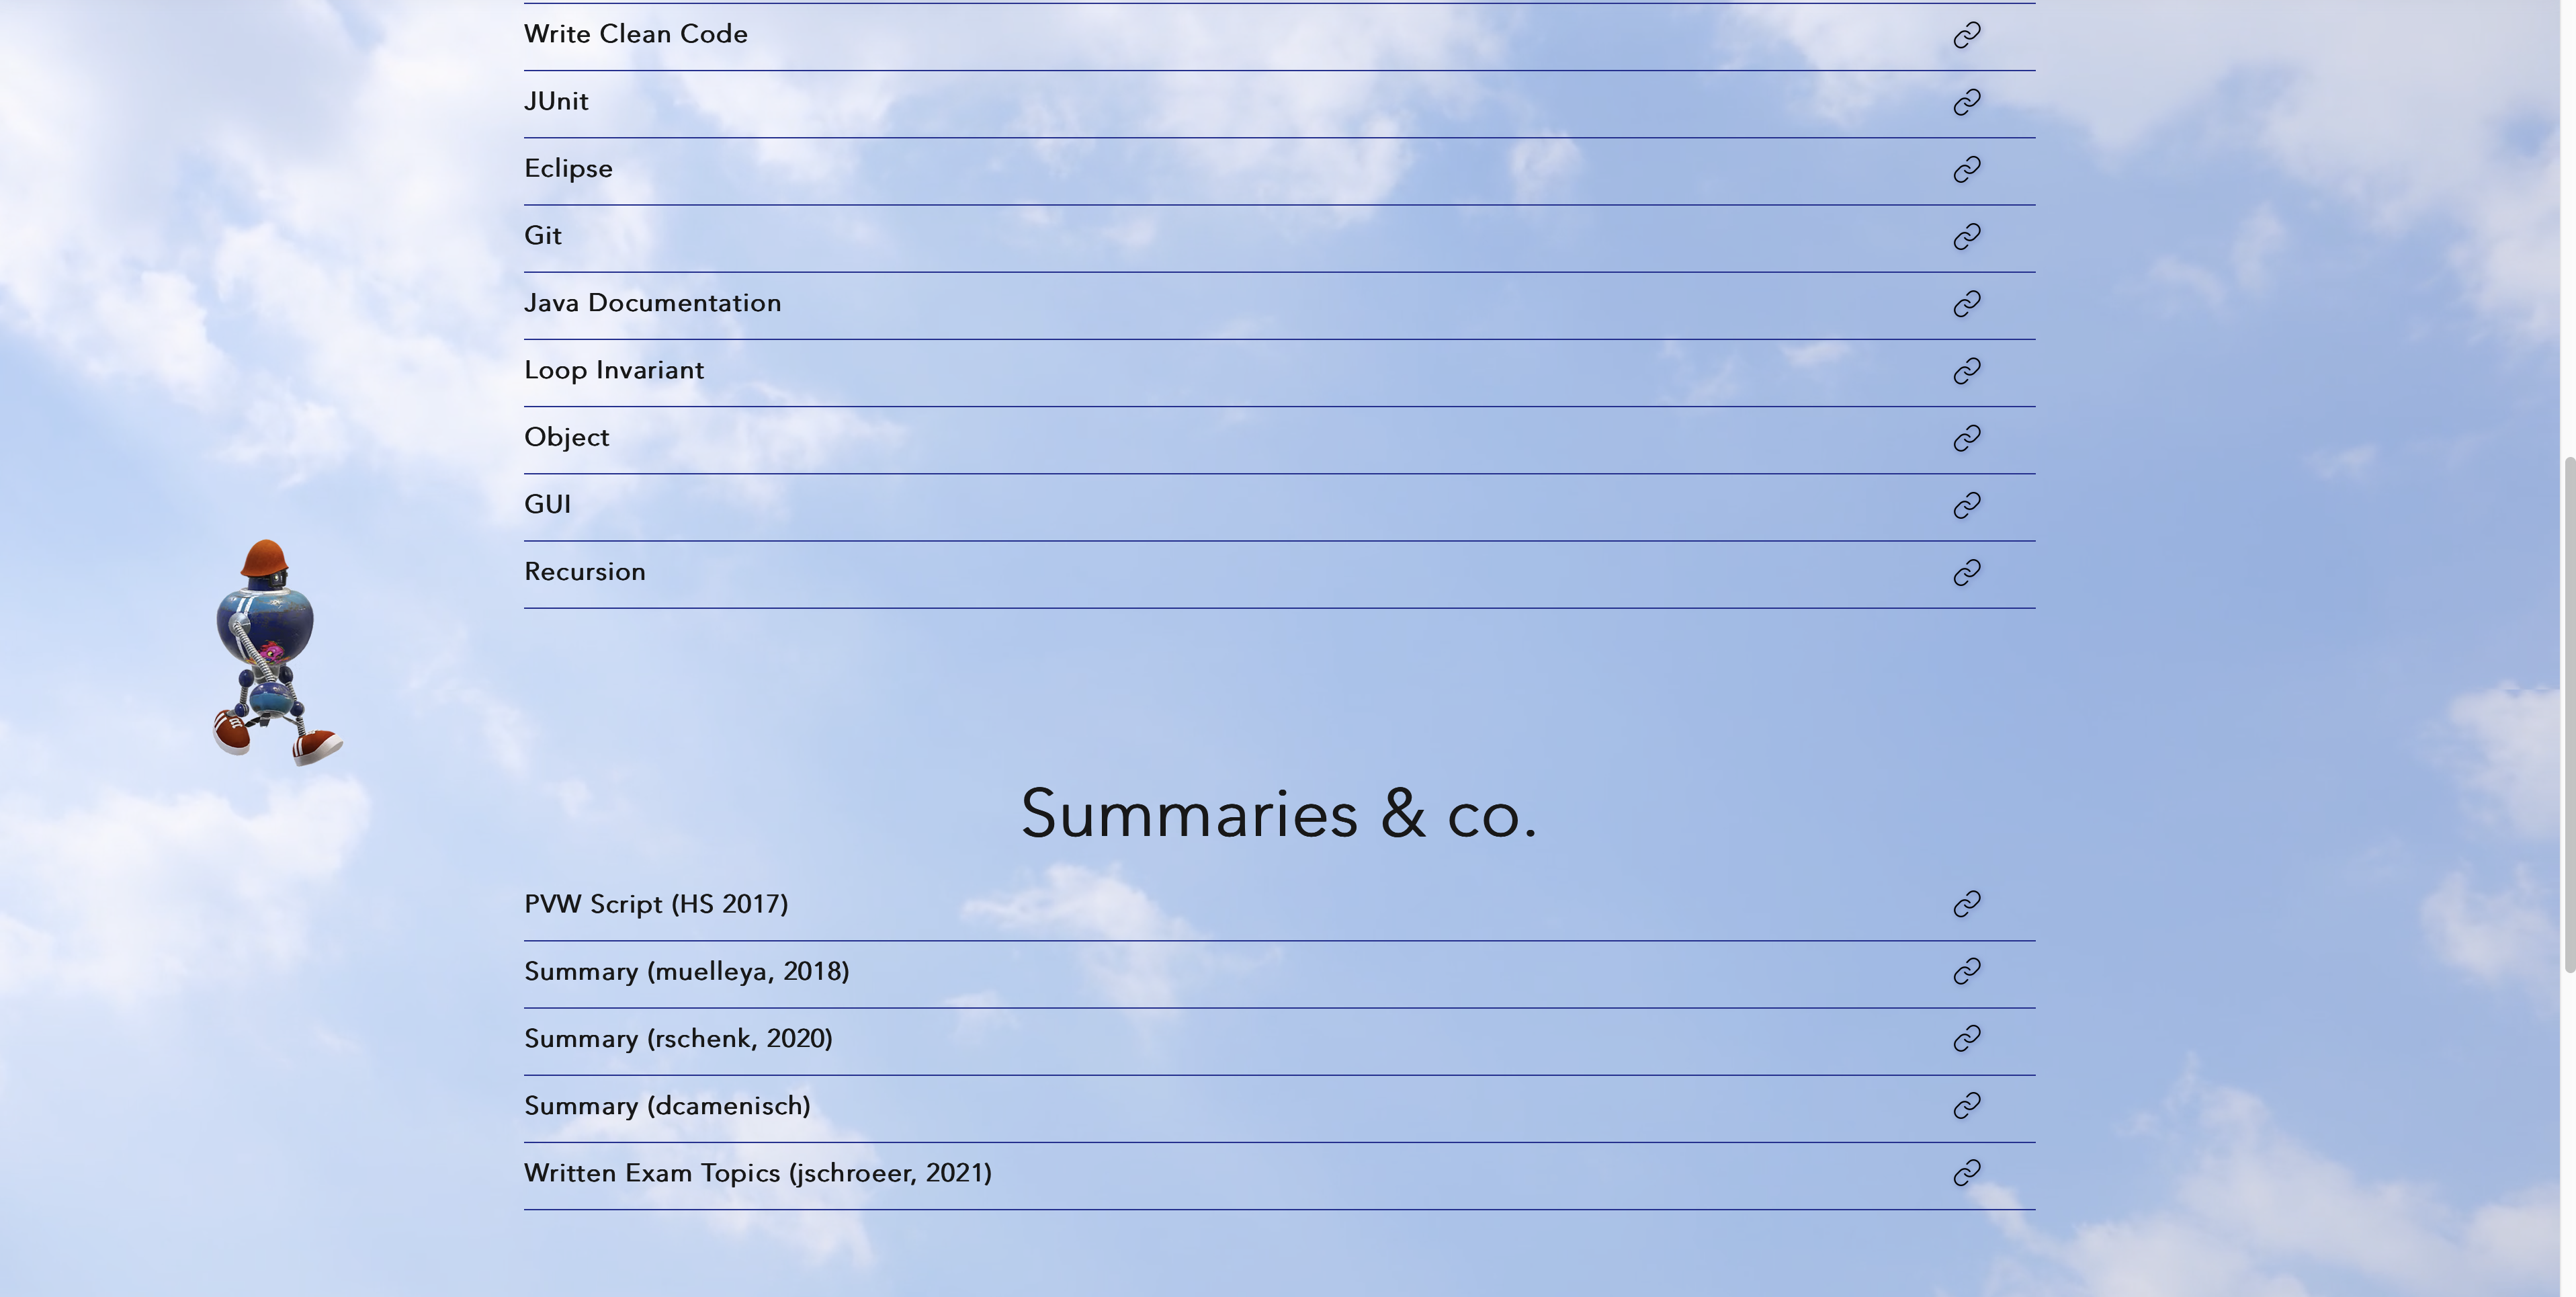 Write Clean Code
JUnit
Eclipse
Git
Java Documentation
Loop Invariant
Object
GUI
Recursion
Summaries & co.
PVW Script (HS 2017)
Summary (muelleya, 2018)
Summary (rschenk, 2020)
Summary (dcamenisch)
Written Exam Topics (jschroeer, 2021)